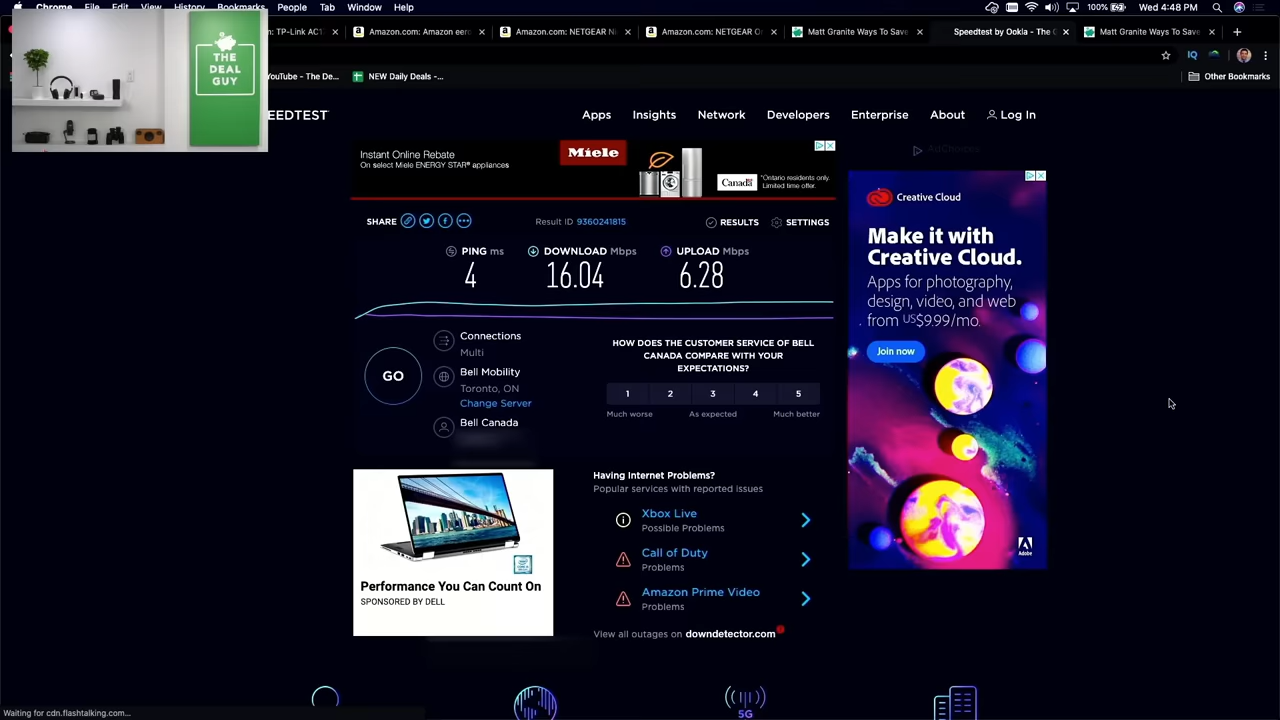 Chrome File Edit View History Bookmarks People Tab Window Help
100%
Wed 4:48 PM
THE
DEAL
GUY
n: TP-Link AC1
Amazon.com: Amazon eero
Amazon.com: NETGEAR N
Amazon.com: NETGEAR O
Matt Granite Ways To Save
Speedtest by Ookla - The G
Matt Granite Ways To Save
IQ
YouTube - The De...
NEW Daily Deals -...
Other Bookmarks
EEDTEST
Apps
Insights
Network
Developers
Enterprise
About
Log In
Instant Online Rebate
On select Miele ENERGY STAR® appliances
Miele
Canada
*Ontario residents only.
Limited time offer.
AdChoices
SHARE
Result ID 9360241815
RESULTS
SETTINGS
PING ms
4
DOWNLOAD Mbps
16.04
UPLOAD Mbps
6.28
Connections
Multi
GO
Bell Mobility
Toronto, ON
Change Server
Bell Canada
HOW DOES THE CUSTOMER SERVICE OF BELL
CANADA COMPARE WITH YOUR
EXPECTATIONS?
1 2 3 4 5
Much worse As expected Much better
Creative Cloud
Make it with
Creative Cloud.
Apps for photography,
design, video, and web
from US$9.99/mo.
Join now
Adobe
Performance You Can Count On
SPONSORED BY DELL
Having Internet Problems?
Popular services with reported issues
Xbox Live
Possible Problems
Call of Duty
Problems
Amazon Prime Video
Problems
View all outages on downdetector.com
5G
Waiting for cdn.flashtalking.com...